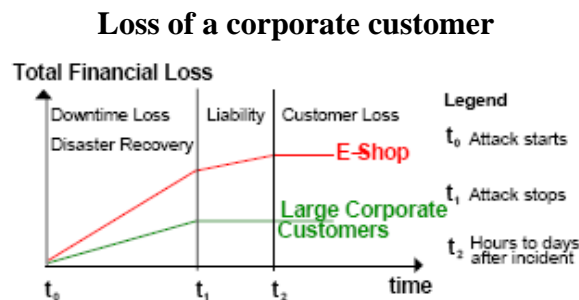 Loss of a corporate customer
Total Financial Loss
Downtime Loss
Disaster Recovery
Liability
Customer Loss
E-Shop
Large Corporate
Customers
t0
t1
t2
time
Legend
t0 Attack starts
t1 Attack stops
t2 Hours to days
after incident